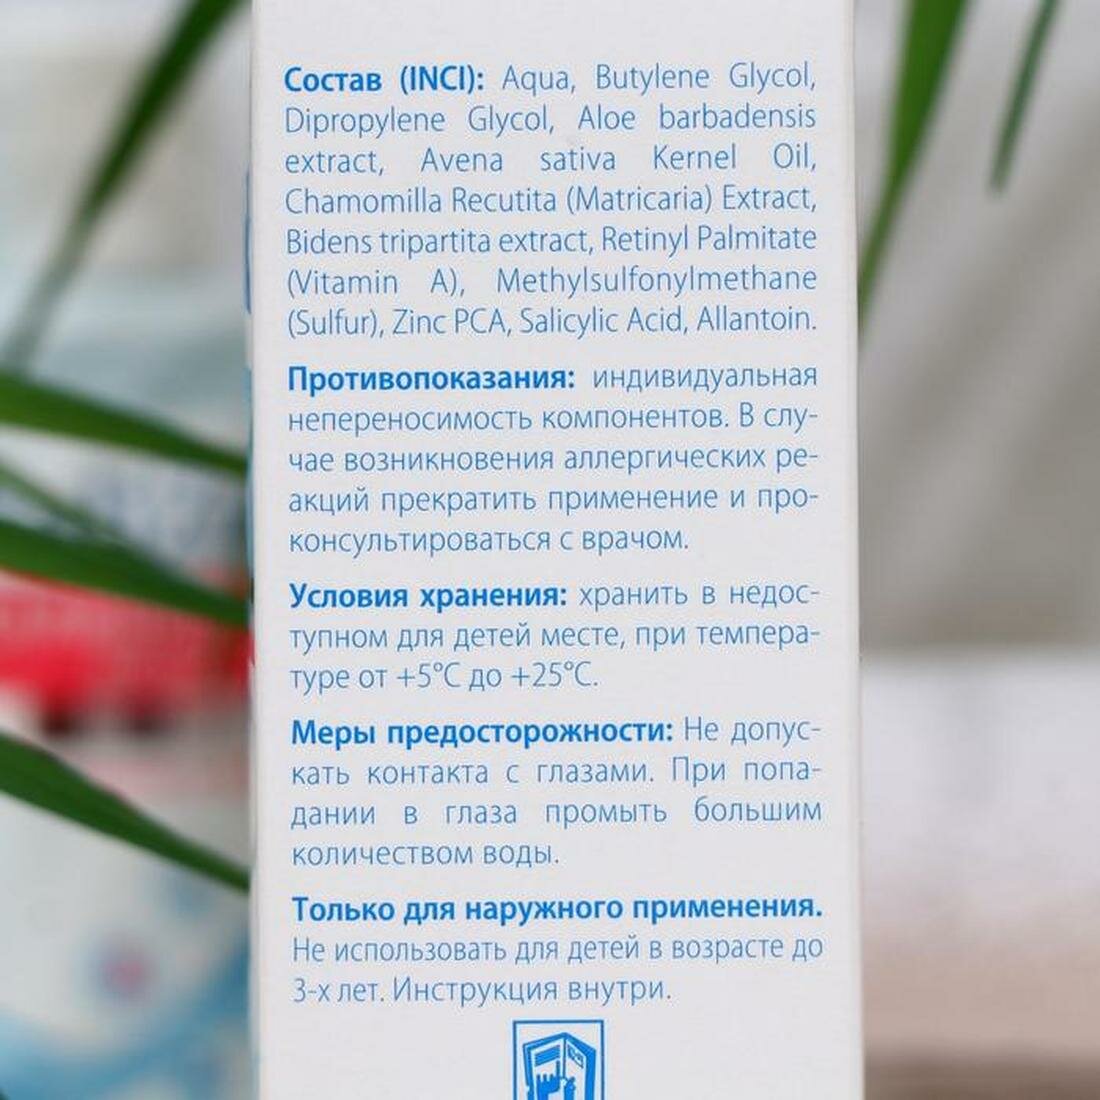 Состав (INCI): Aqua, Butylene Glycol,
Dipropylene Glycol, Aloe barbadensis
extract, Avena sativa Kernel Oil,
Chamomilla Recutita (Matricaria) Extract,
Bidens tripartita extract, Retinyl Palmitate
(Vitamin A), Methylsulfonylmethane
(Sulfur), Zinc PCA, Salicylic Acid, Allantoin.
Противопоказания: индивидуальная
непереносимость компонентов. В слу-
чае возникновения аллергических ре-
акций прекратить применение и про-
консультироваться с врачом.
Условия хранения: хранить в недос-
тупном для детей месте, при темпера-
туре от +5°C до +25°C.
Меры предосторожности: Не допус-
кать контакта с глазами. При попа-
дании в глаза промыть большим
количеством воды.
Только для наружного применения.
Не использовать для детей в возрасте до
3-х лет. Инструкция внутри.